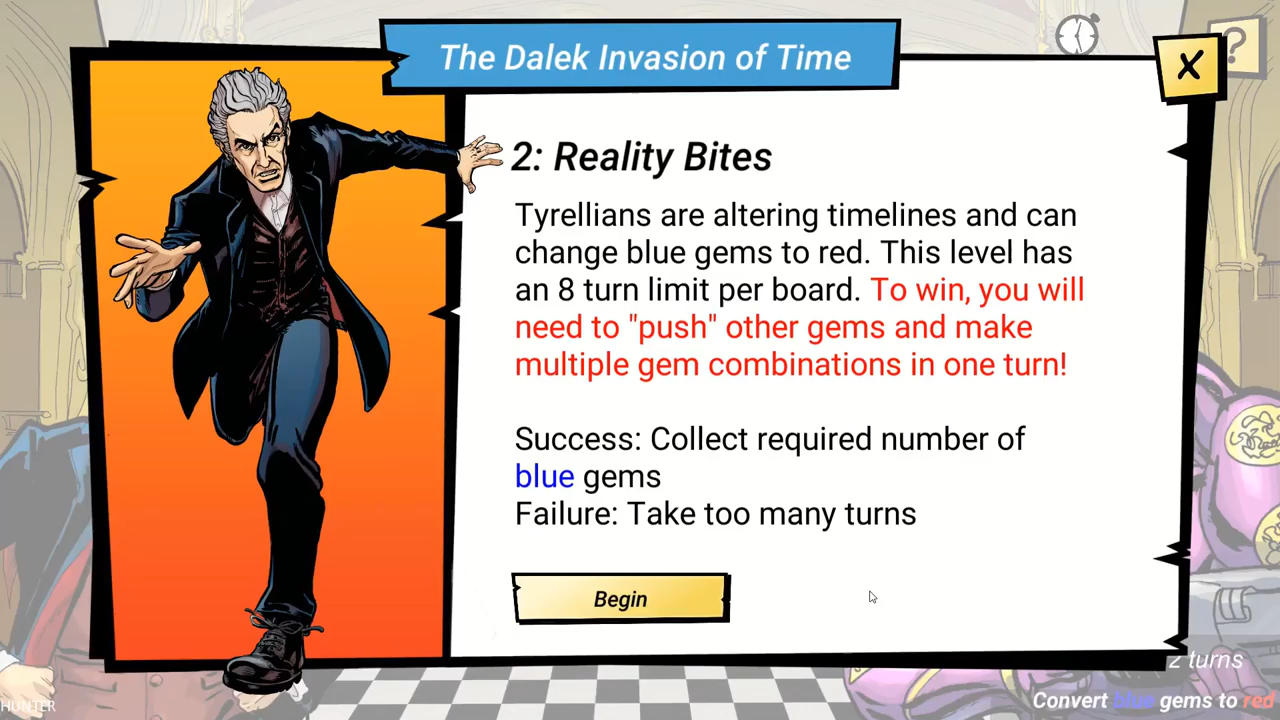 The Dalek Invasion of Time
X
?
2: Reality Bites
Tyrellians are altering timelines and can
change blue gems to red. This level has
an 8 turn limit per board. To win, you will
need to "push" other gems and make
multiple gem combinations in one turn!
Success: Collect required number of
blue gems
Failure: Take too many turns
Begin
2 turns
Convert blue gems to red
HUNTER